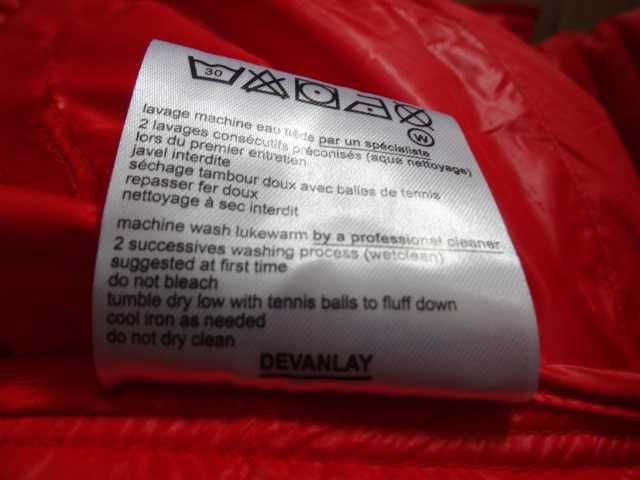 30
W
lavage machine eau tiède par un spécialiste
2 lavages consécutifs préconisés (aqua nettoyage)
lors du premier entretien
javel interdite
séchage tambour doux avec balles de tennis
repasser fer doux
nettoyage à sec interdit
machine wash lukewarm by a professional cleaner
2 successives washing process (wetclean)
suggested at first time
do not bleach
tumble dry low with tennis balls to fluff down
cool iron as needed
do not dry clean
DEVANLAY